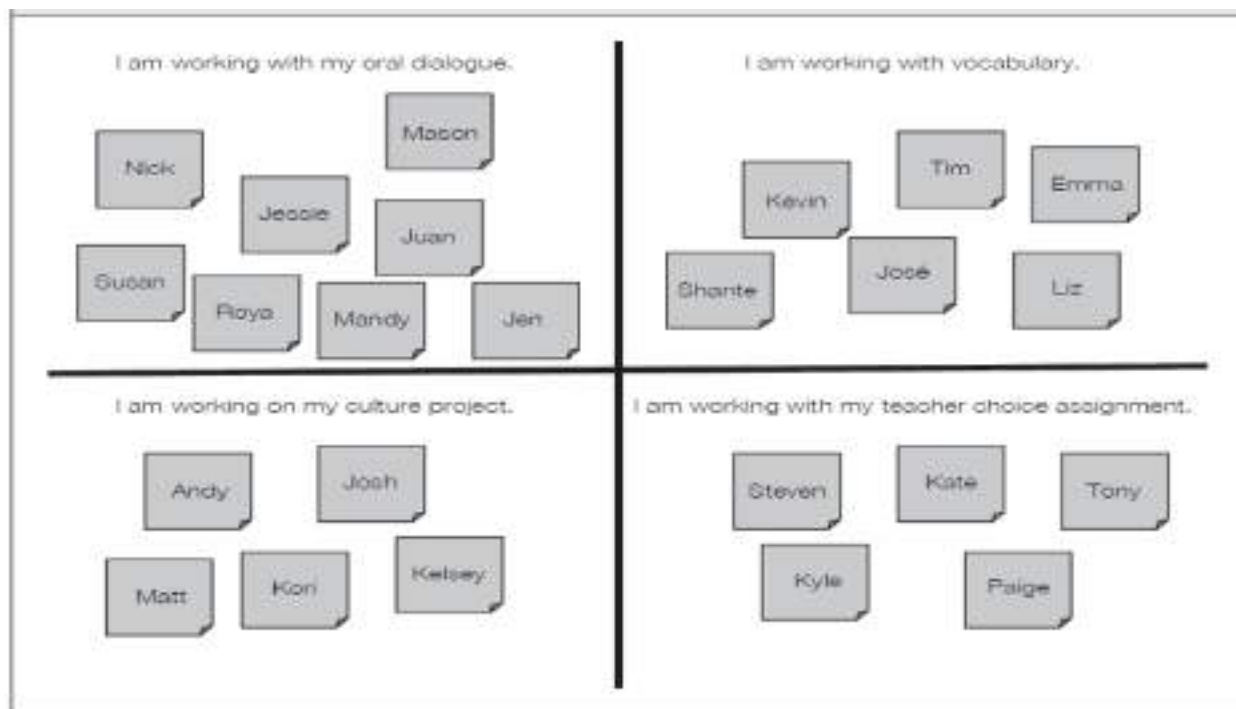 I am working with my oral dialogue.
Mason
Nick
Jessie
Juan
Susan
Raya
Mandy
Jen
I am working with vocabulary.
Tim
Emma
Kevin
José
Shante
Liz
I am working on my culture project.
Andy
Josh
Matt
Kori
Kelsey
I am working with my teacher choice assignment.
Steven
Kate
Tony
Kyle
Paige